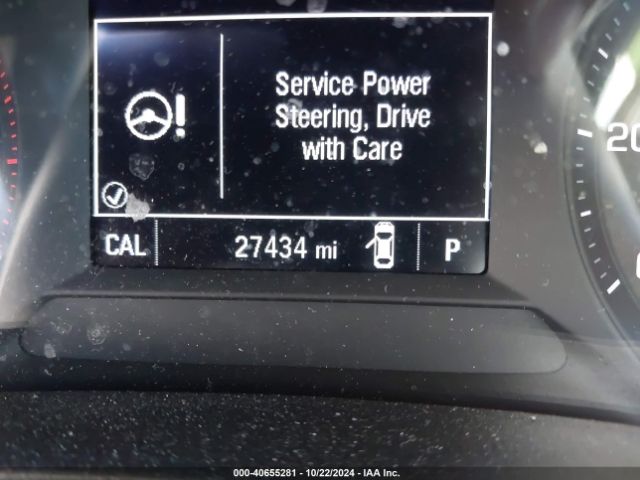 Service Power
Steering, Drive
with Care
CAL 27434 mi P
20
000-40655281 - 10/22/2024 - IAA Inc.